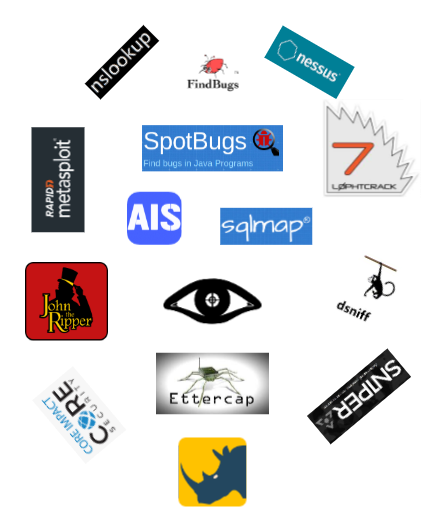 nslookup
FindBugs
nessus
RAPID7
metasploit
SpotBugs
Find bugs in Java Programs
7
LØPHTCRACK
AIS
sqlmap®
John
the
Ripper
dsniff
Ettercap
CORE
SECURITY
CORE IMPACT
SNIPER